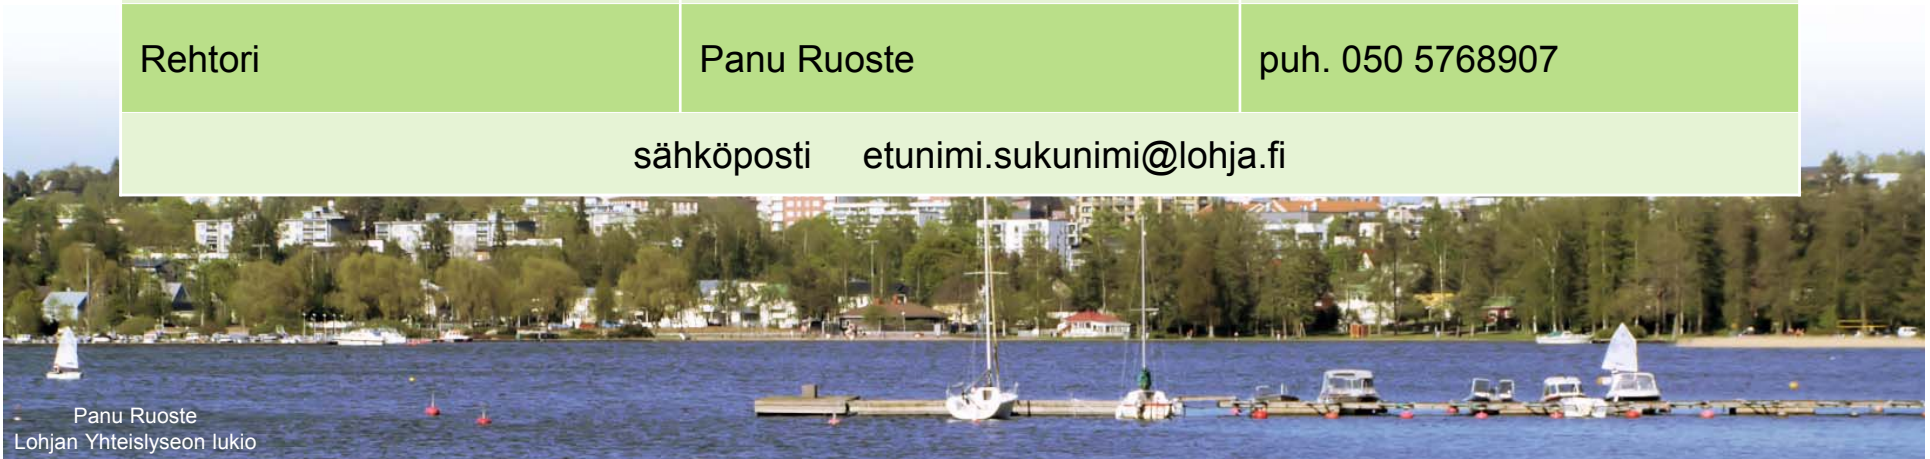 Rehtori Panu Ruoste puh. 050 5768907
sähköposti etunimi.sukunimi@lohja.fi
Panu Ruoste
Lohjan Yhteislyseon lukio